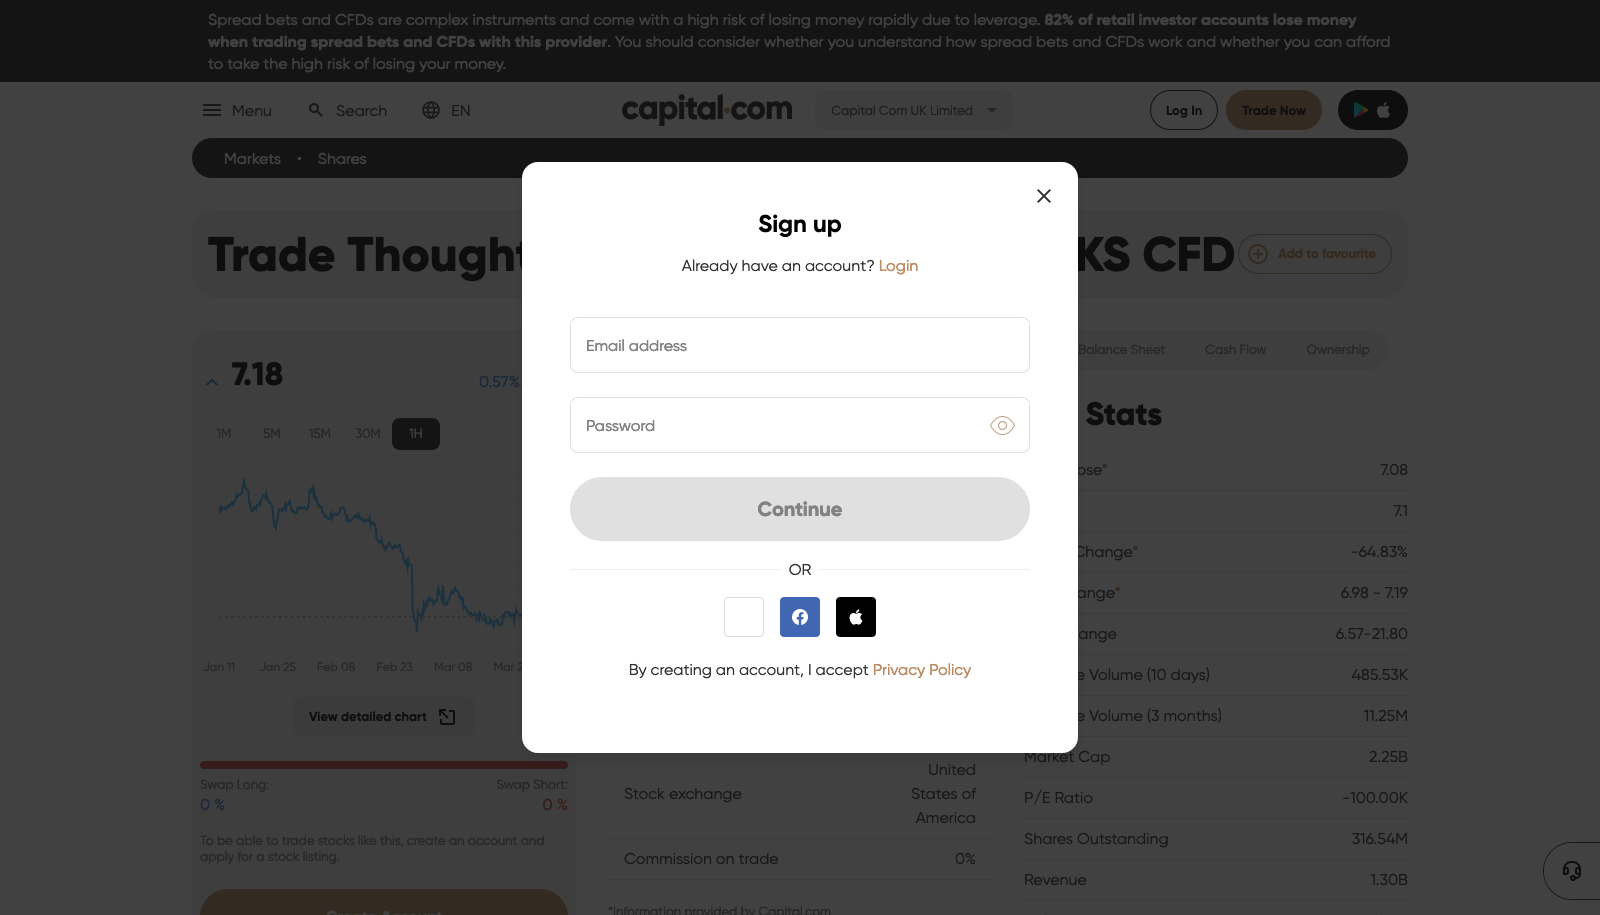 Spread bets and CFDs are complex instruments and come with a high risk of losing money rapidly due to leverage. 82% of retail investor accounts lose money
when trading spread bets and CFDs with this provider. You should consider whether you understand how spread bets and CFDs work and whether you can afford
to take the high risk of losing your money.
Menu
Search
EN
capital.com
Capital Com UK Limited
Log In
Trade Now
Markets
Shares
Trade Though
KS CFD
Add to favourite
Sign up
Already have an account? Login
Email address
Password
Continue
OR
By creating an account, I accept Privacy Policy
7.18
0.57%
1M
5M
15M
30M
1H
Jan 11
Jan 25
Feb 08
Feb 23
Mar 08
Mar 2
View detailed chart
Swap Long:
Swap Short:
0 %
0 %
To be able to trade stocks like this, create an account and
apply for a stock listing.
Create Account
United
Stock exchange
States of
America
Commission on trade
0%
*Information provided by Capital.com
Balance Sheet
Cash Flow
Ownership
Stats
ose*
7.08
7.1
Change*
-64.83%
ange*
6.98 - 7.19
ange
6.57-21.80
e Volume (10 days)
485.53K
e Volume (3 months)
11.25M
Market Cap
2.25B
P/E Ratio
-100.00K
Shares Outstanding
316.54M
Revenue
1.30B